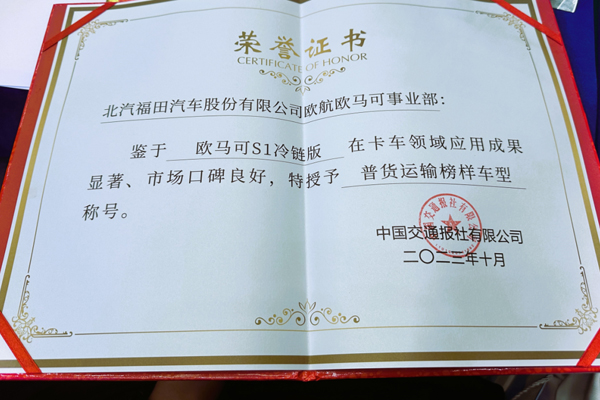 荣誉证书
CERTIFICATE OF HONOR
北汽福田汽车股份有限公司欧航欧马可事业部：
鉴于 欧马可S1冷链版 在卡车领域应用成果
显著、市场口碑良好，特授予 普货运输榜样车型
称号。
中国交通报社有限公司
二〇二三年十月